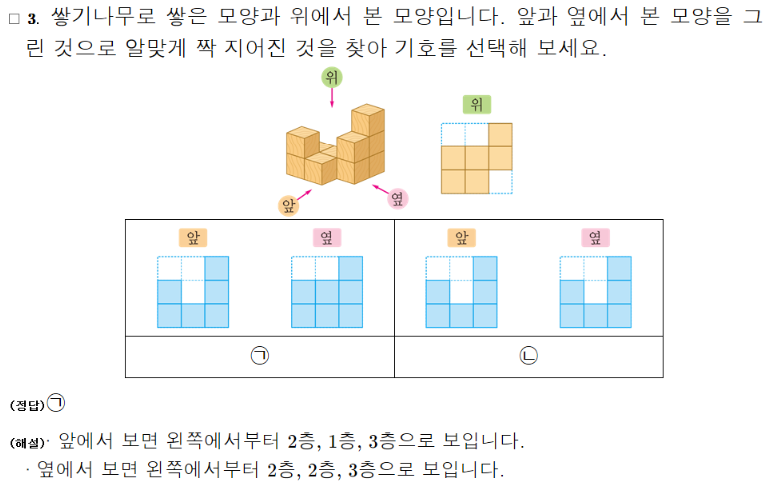 □ 3. 쌓기나무로 쌓은 모양과 위에서 본 모양입니다. 앞과 옆에서 본 모양을 그
린 것으로 알맞게 짝 지어진 것을 찾아 기호를 선택해 보세요.
위
위
앞
옆
앞 옆 앞 옆
㉠ ㉡
(정답)㉠
(해설)· 앞에서 보면 왼쪽에서부터 2층, 1층, 3층으로 보입니다.
· 옆에서 보면 왼쪽에서부터 2층, 2층, 3층으로 보입니다.